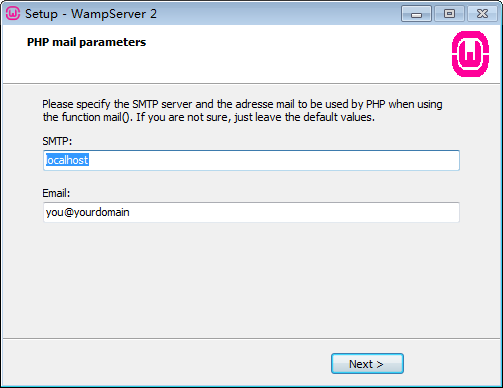 Setup - WampServer 2
PHP mail parameters
Please specify the SMTP server and the adresse mail to be used by PHP when using
the function mail(). If you are not sure, just leave the default values.
SMTP:
localhost
Email:
you@yourdomain
Next >